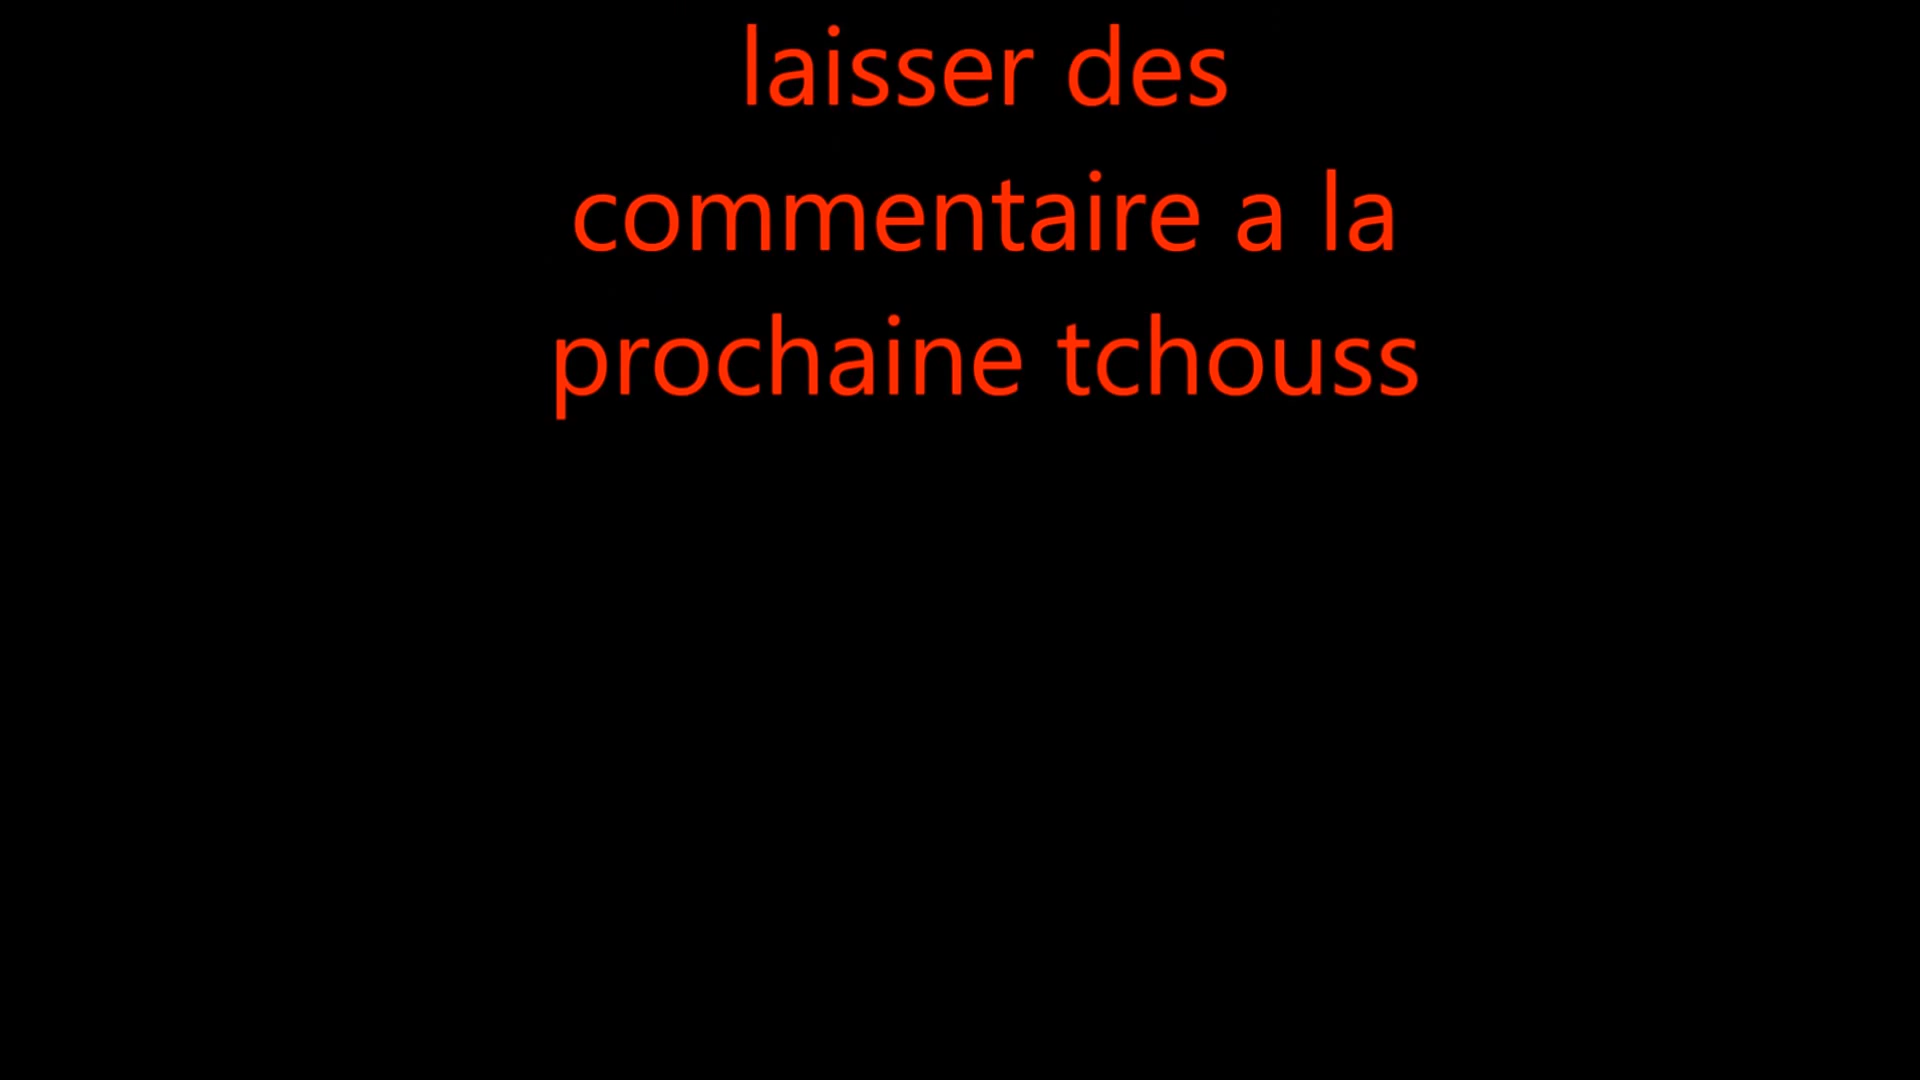 laisser des
commentaire a la
prochaine tchouss